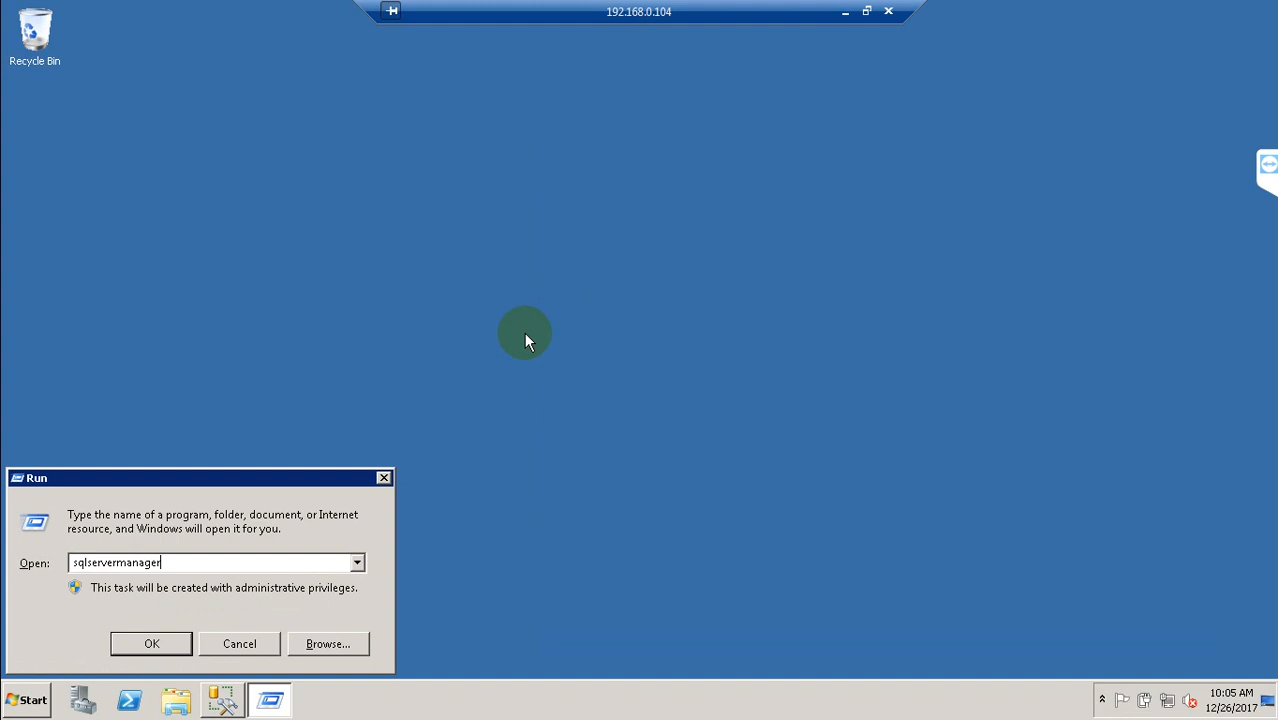 192.168.0.104
Recycle Bin
Run
Type the name of a program, folder, document, or Internet
resource, and Windows will open it for you.
Open:
sqlservermanager
This task will be created with administrative privileges.
OK
Cancel
Browse...
Start
10:05 AM
12/26/2017